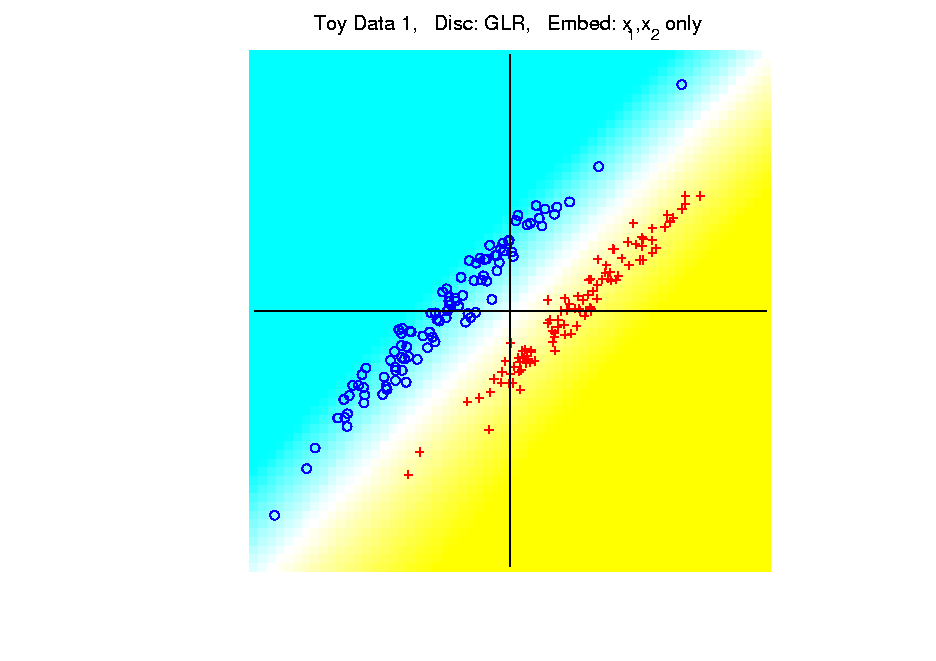 Toy Data 1, Disc: GLR, Embed: x1,x2 only